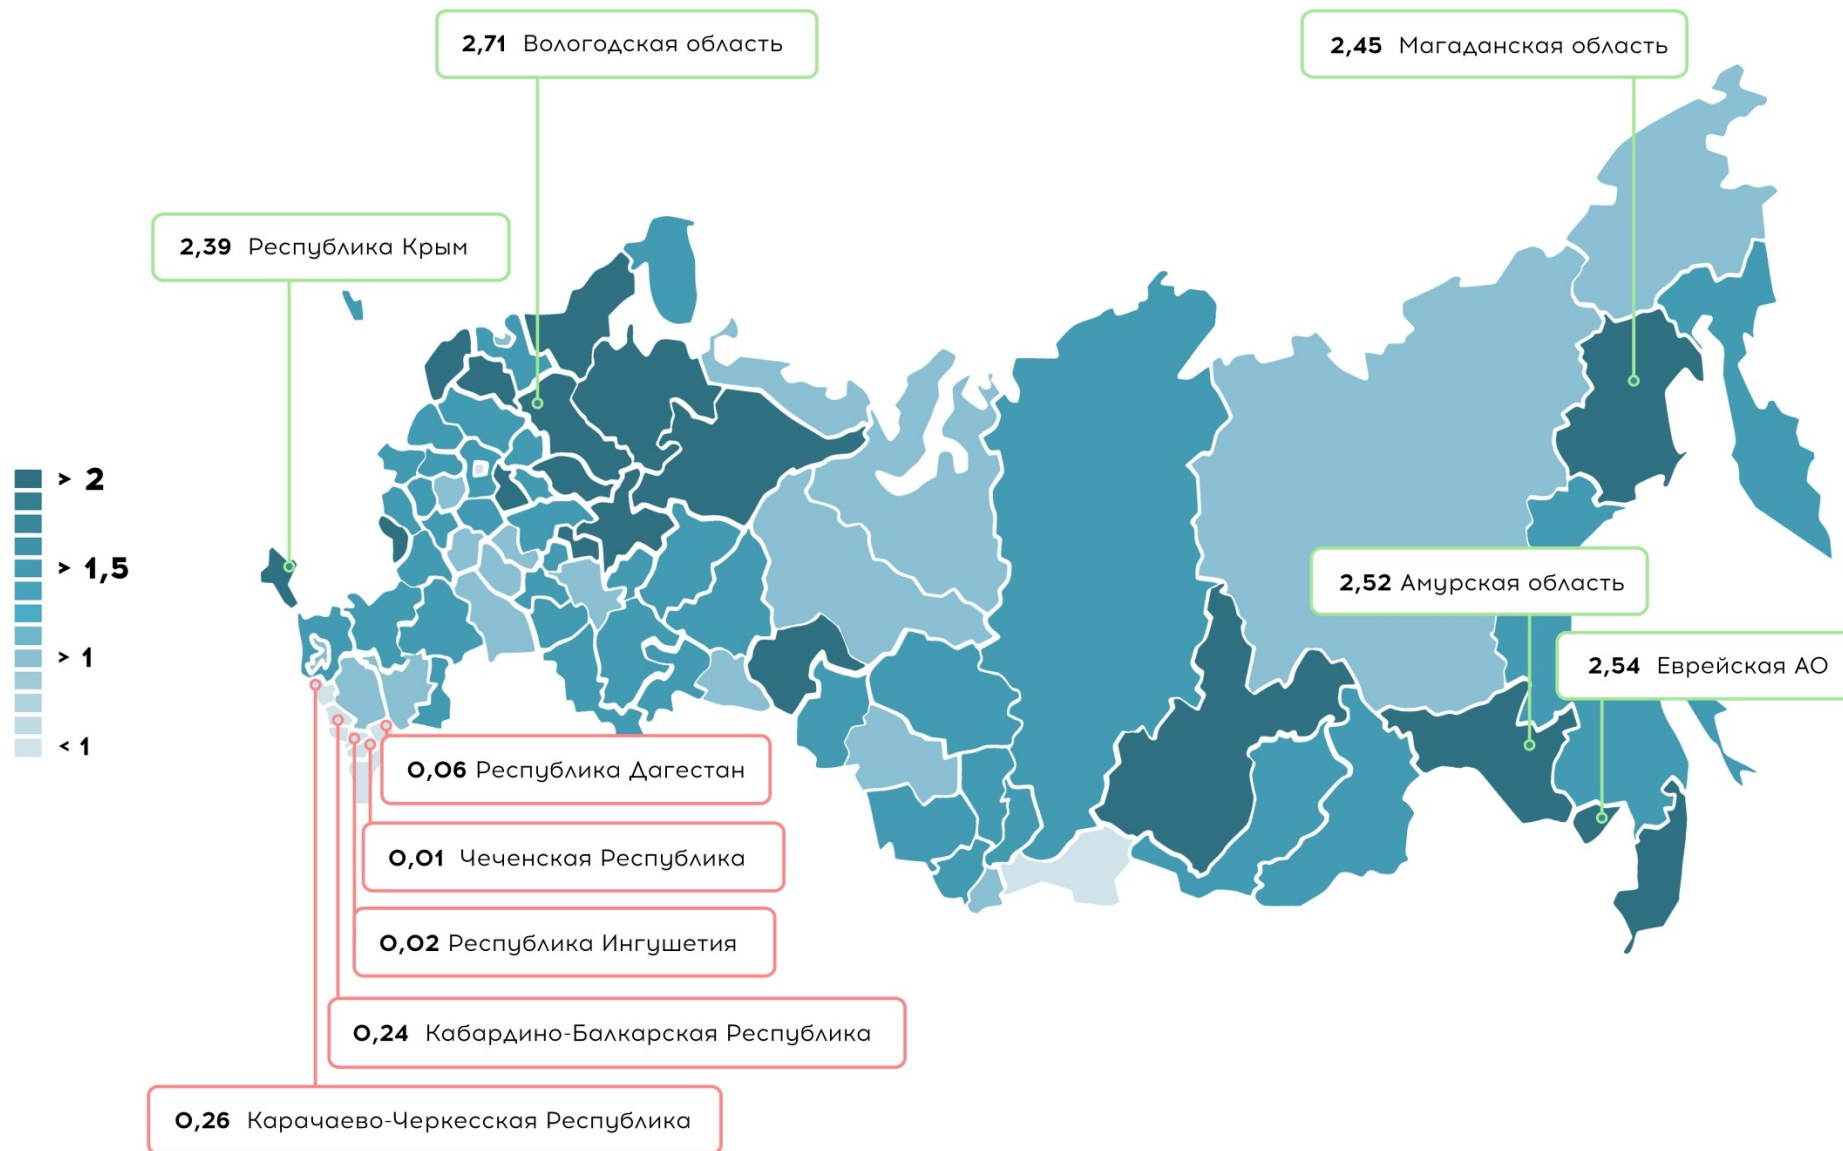 2,71 Вологодская область
2,45 Магаданская область
2,39 Республика Крым
> 2
> 1,5
> 1
< 1
2,52 Амурская область
2,54 Еврейская АО
0,06 Республика Дагестан
0,01 Чеченская Республика
0,02 Республика Ингушетия
0,24 Кабардино-Балкарская Республика
0,26 Карачаево-Черкесская Республика